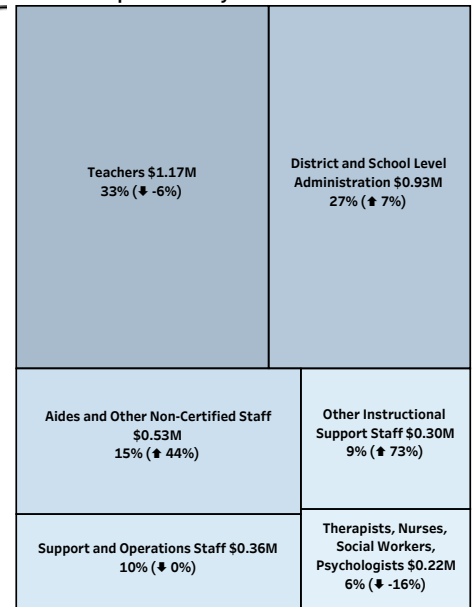 Teachers $1.17M
33% (⬇ -6%)
District and School Level
Administration $0.93M
27% (⬆ 7%)
Aides and Other Non-Certified Staff
$0.53M
15% (⬆ 44%)
Other Instructional
Support Staff $0.30M
9% (⬆ 73%)
Support and Operations Staff $0.36M
10% (⬇ 0%)
Therapists, Nurses,
Social Workers,
Psychologists $0.22M
6% (⬇ -16%)